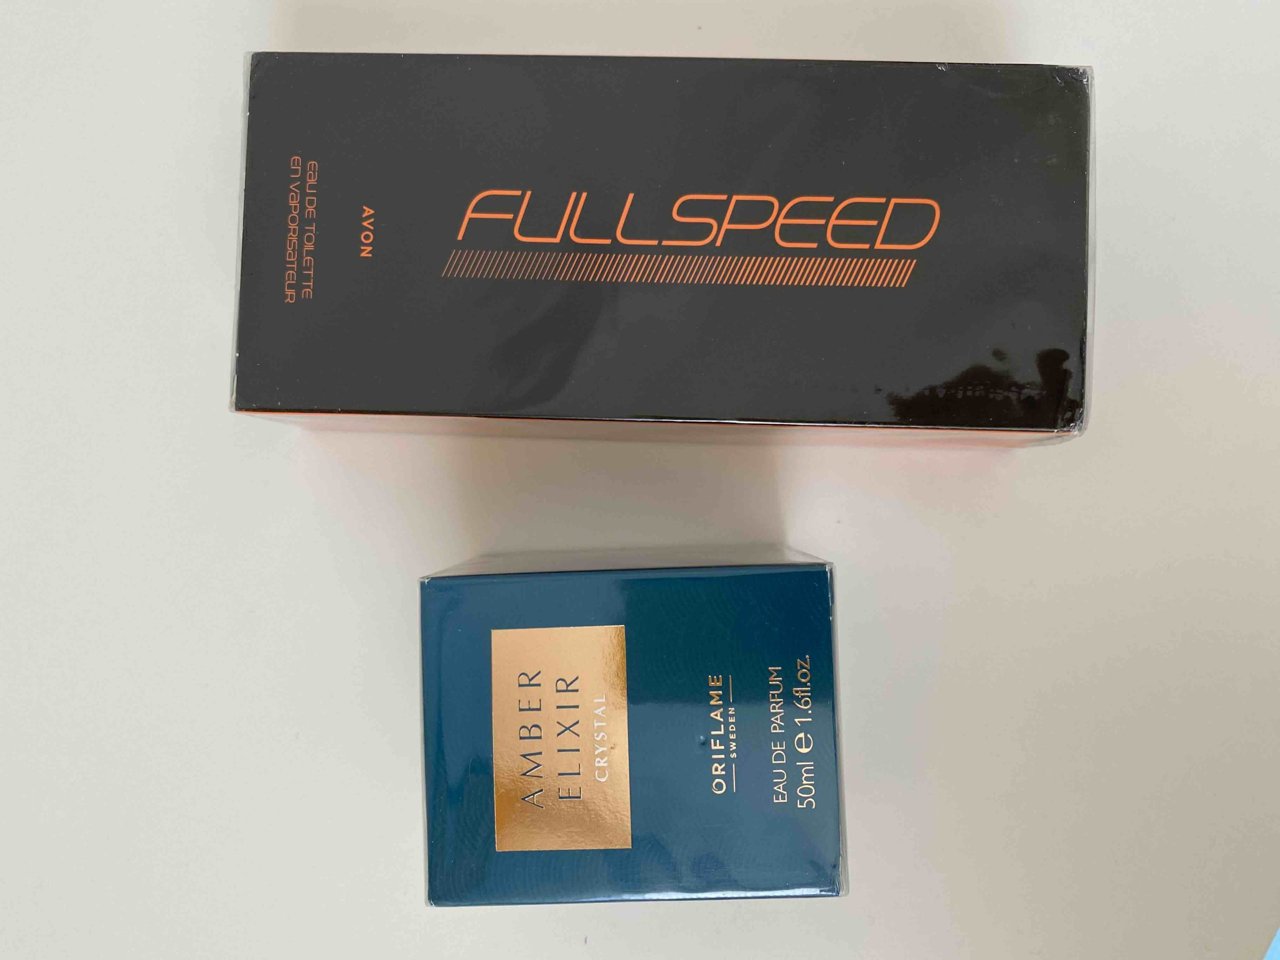 FULLSPEED
AVON
eau de toilette
en vaporisateur
AMBER
ELIXIR
CRYSTAL
ORIFLAME
SWEDEN
EAU DE PARFUM
50ml e 1.6fl.oz.